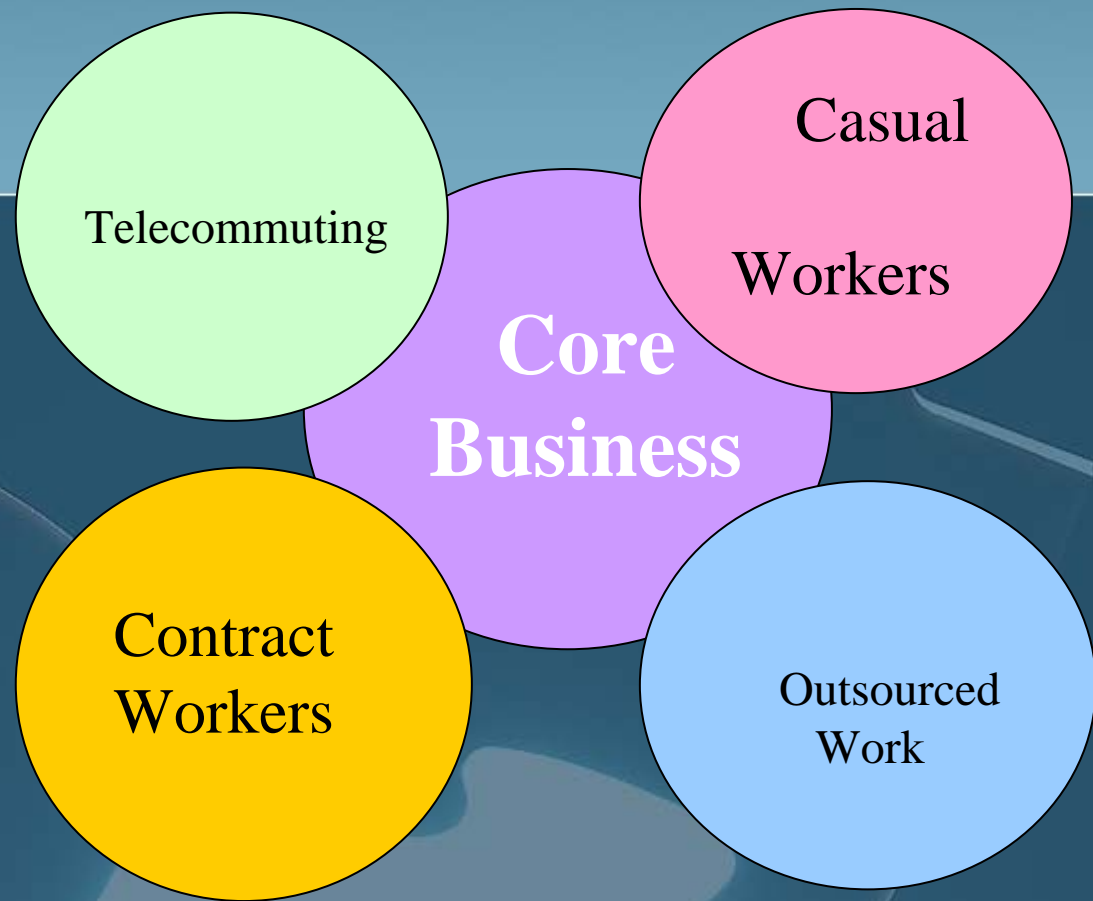 Telecommuting
Casual
Workers
Core
Business
Contract
Workers
Outsourced
Work